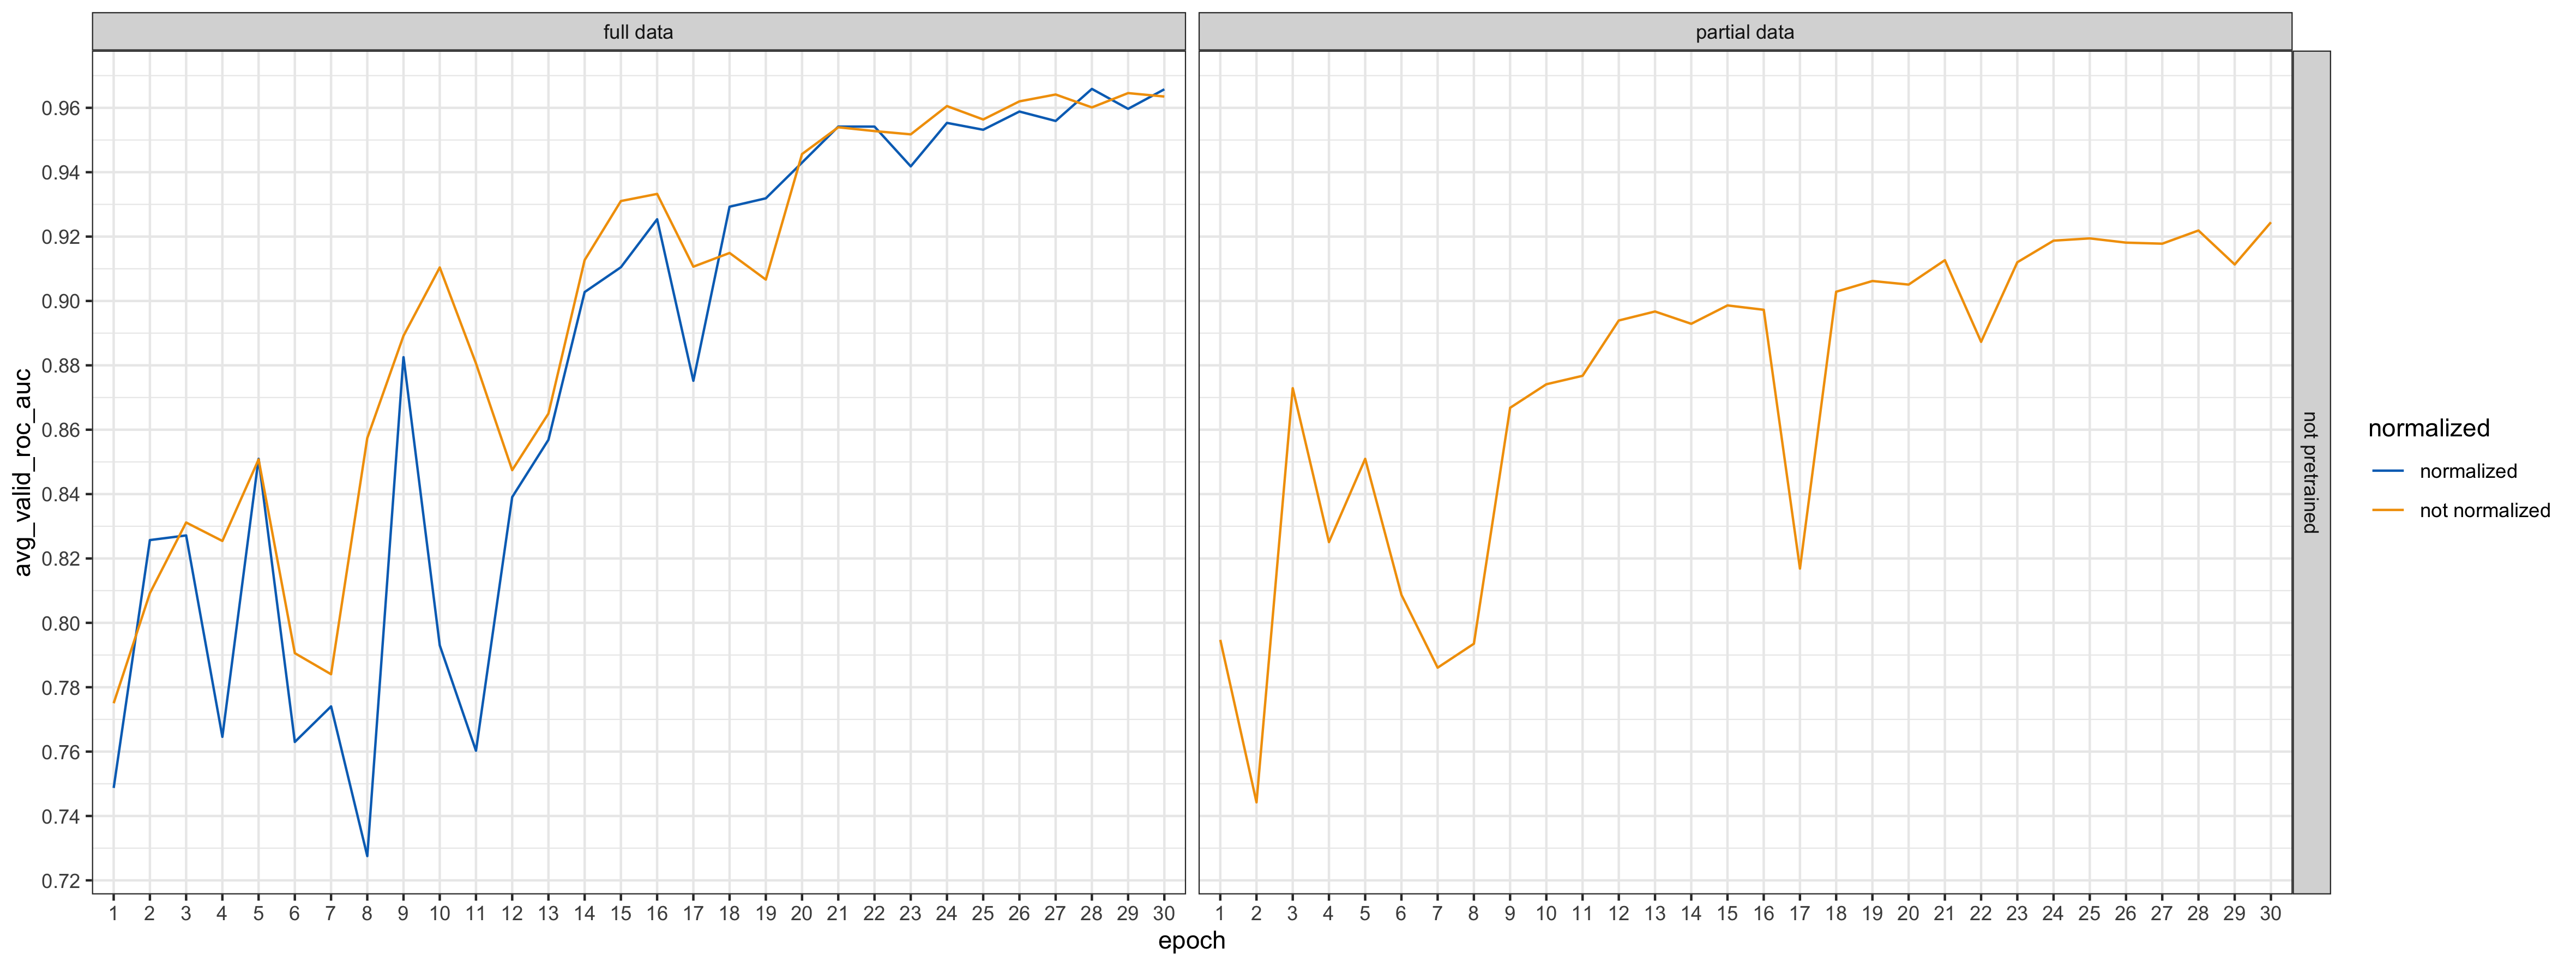 full data
partial data
avg_valid_roc_auc
0.96
0.94
0.92
0.90
0.88
0.86
0.84
0.82
0.80
0.78
0.76
0.74
0.72
1 2 3 4 5 6 7 8 9 10 11 12 13 14 15 16 17 18 19 20 21 22 23 24 25 26 27 28 29 30
1 2 3 4 5 6 7 8 9 10 11 12 13 14 15 16 17 18 19 20 21 22 23 24 25 26 27 28 29 30
epoch
not pretrained
normalized
normalized
not normalized